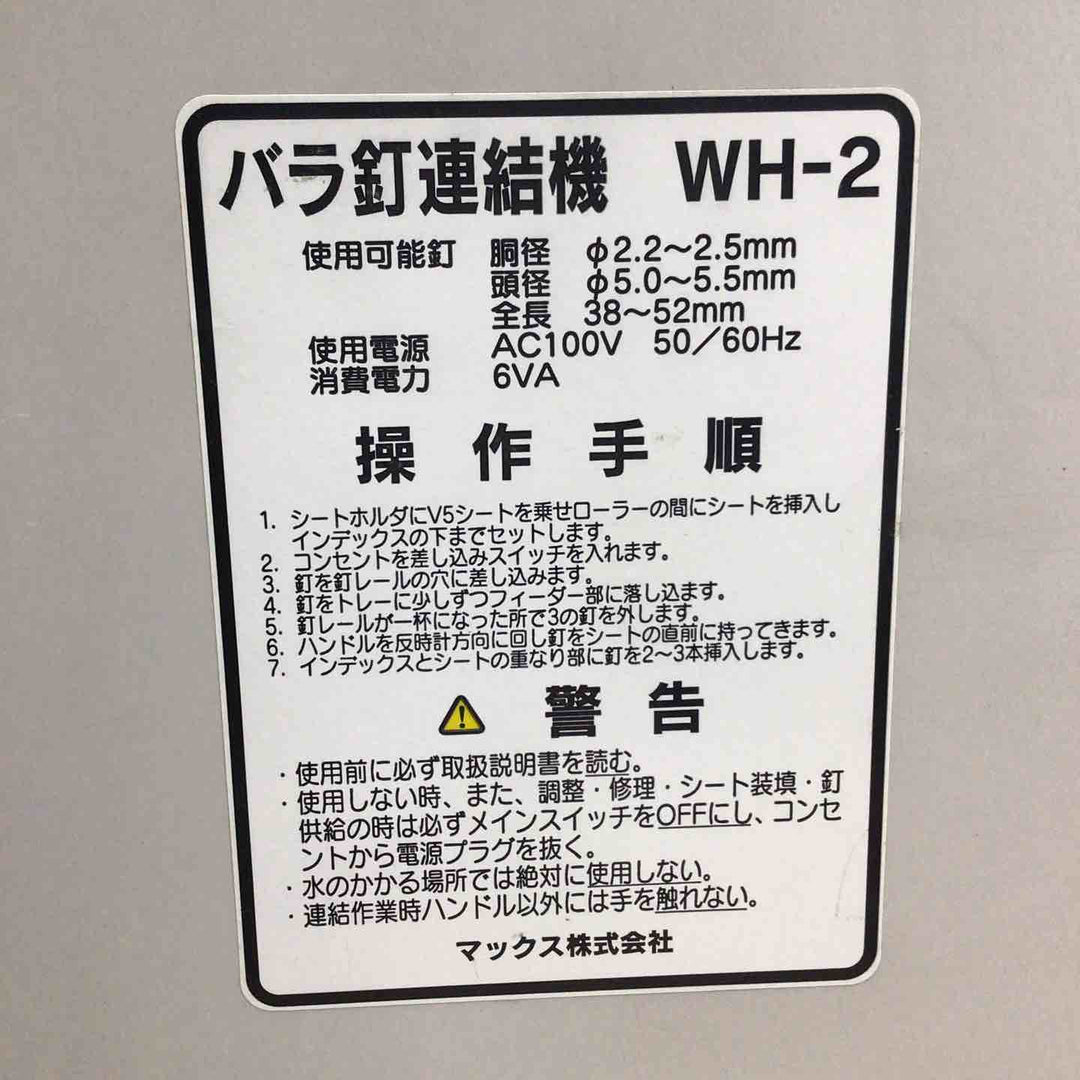 バラ釘連結機 WH-2
使用可能釘 胴径 φ2.2～2.5mm
頭径 φ5.0～5.5mm
全長 38～52mm
使用電源 AC100V 50／60Hz
消費電力 6VA
操作手順
1. シートホルダにV5シートを乗せローラーの間にシートを挿入し
インデックスの下までセットします。
2. コンセントを差し込みスイッチを入れます。
3. 釘を釘レールの穴に差し込みます。
4. 釘をトレーに少しずつフィーダー部に落し込ます。
5. 釘レールが一杯になった所で3の釘を外します。
6. ハンドルを反時計方向に回し釘をシートの直前に持ってきます。
7. インデックスとシートの重なり部に釘を2～3本挿入します。
警告
・使用前に必ず取扱説明書を読む。
・使用しない時、また、調整・修理・シート装填・釘
供給の時は必ずメインスイッチをOFFにし、コンセ
ントから電源プラグを抜く。
・水のかかる場所では絶対に使用しない。
・連結作業時ハンドル以外には手を触れない。
マックス株式会社